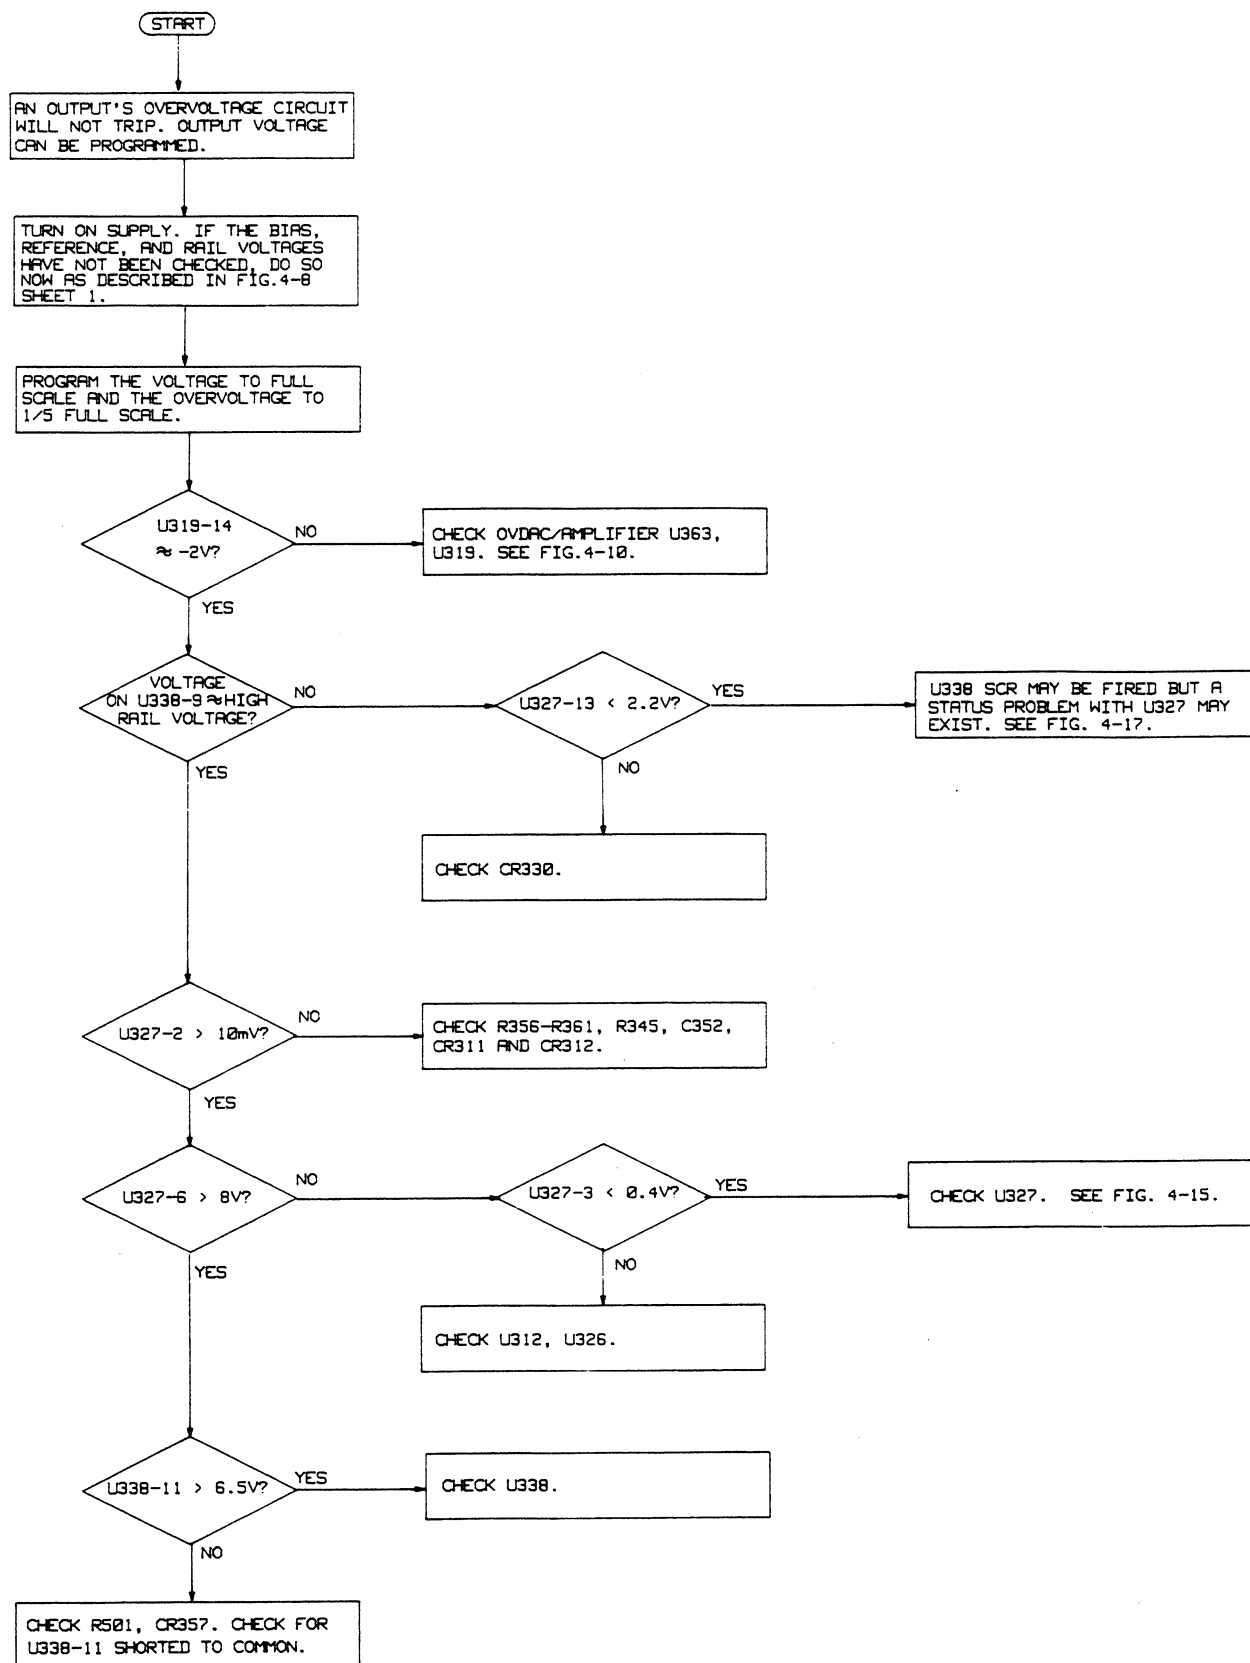 START
AN OUTPUT'S OVERVOLTAGE CIRCUIT
WILL NOT TRIP. OUTPUT VOLTAGE
CAN BE PROGRAMMED.
TURN ON SUPPLY. IF THE BIAS,
REFERENCE, AND RAIL VOLTAGES
HAVE NOT BEEN CHECKED, DO SO
NOW AS DESCRIBED IN FIG.4-8
SHEET 1.
PROGRAM THE VOLTAGE TO FULL
SCALE AND THE OVERVOLTAGE TO
1/5 FULL SCALE.
U319-14
≈ -2V?
NO
CHECK OVDAC/AMPLIFIER U363,
U319. SEE FIG.4-10.
YES
VOLTAGE
ON U338-9 ≈HIGH
RAIL VOLTAGE?
NO
U327-13 < 2.2V?
YES
U338 SCR MAY BE FIRED BUT A
STATUS PROBLEM WITH U327 MAY
EXIST. SEE FIG. 4-17.
YES
NO
CHECK CR330.
U327-2 > 10mV?
NO
CHECK R356-R361, R345, C352,
CR311 AND CR312.
YES
U327-6 > 8V?
NO
U327-3 < 0.4V?
YES
CHECK U327. SEE FIG. 4-15.
YES
NO
CHECK U312, U326.
U338-11 > 6.5V?
YES
CHECK U338.
NO
CHECK R501, CR357. CHECK FOR
U338-11 SHORTED TO COMMON.